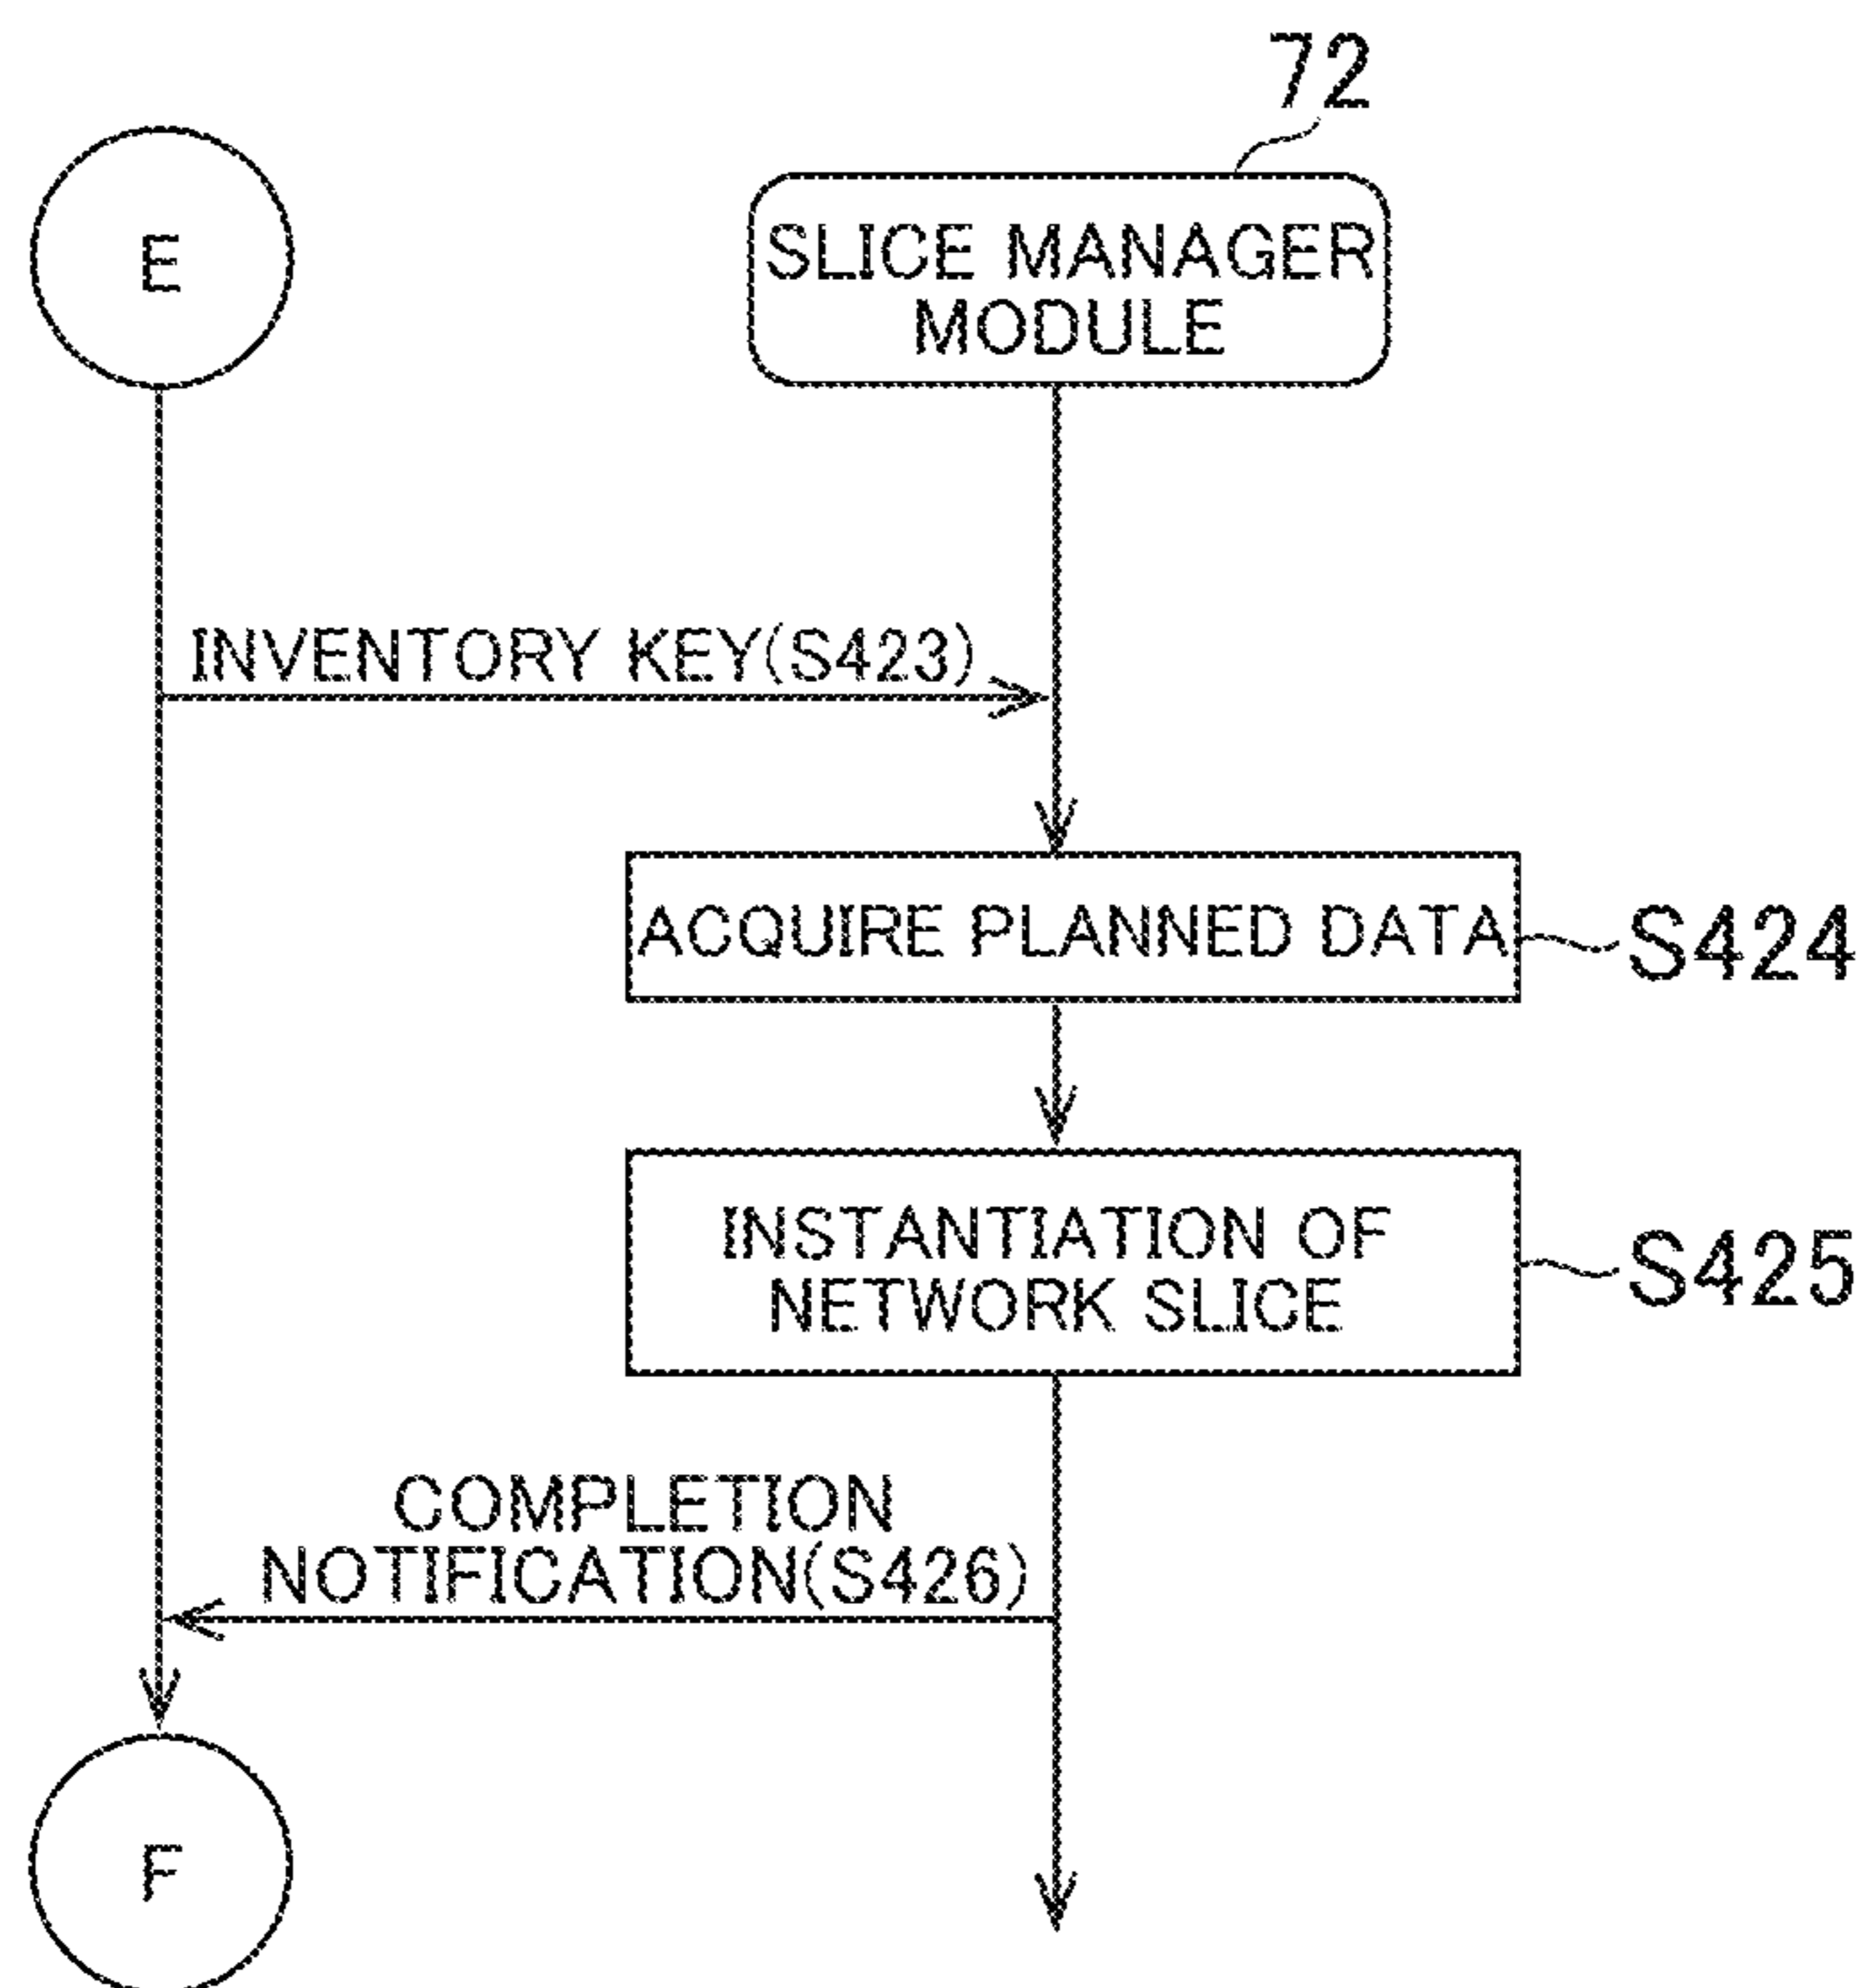 72
E
SLICE MANAGER
MODULE
INVENTORY KEY(S423)
ACQUIRE PLANNED DATA
S424
INSTANTIATION OF
NETWORK SLICE
S425
COMPLETION
NOTIFICATION(S426)
F